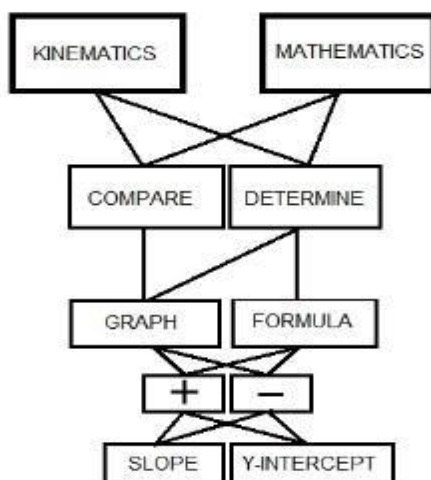 KINEMATICS
MATHEMATICS
COMPARE
DETERMINE
GRAPH
FORMULA
+
−
SLOPE
Y-INTERCEPT